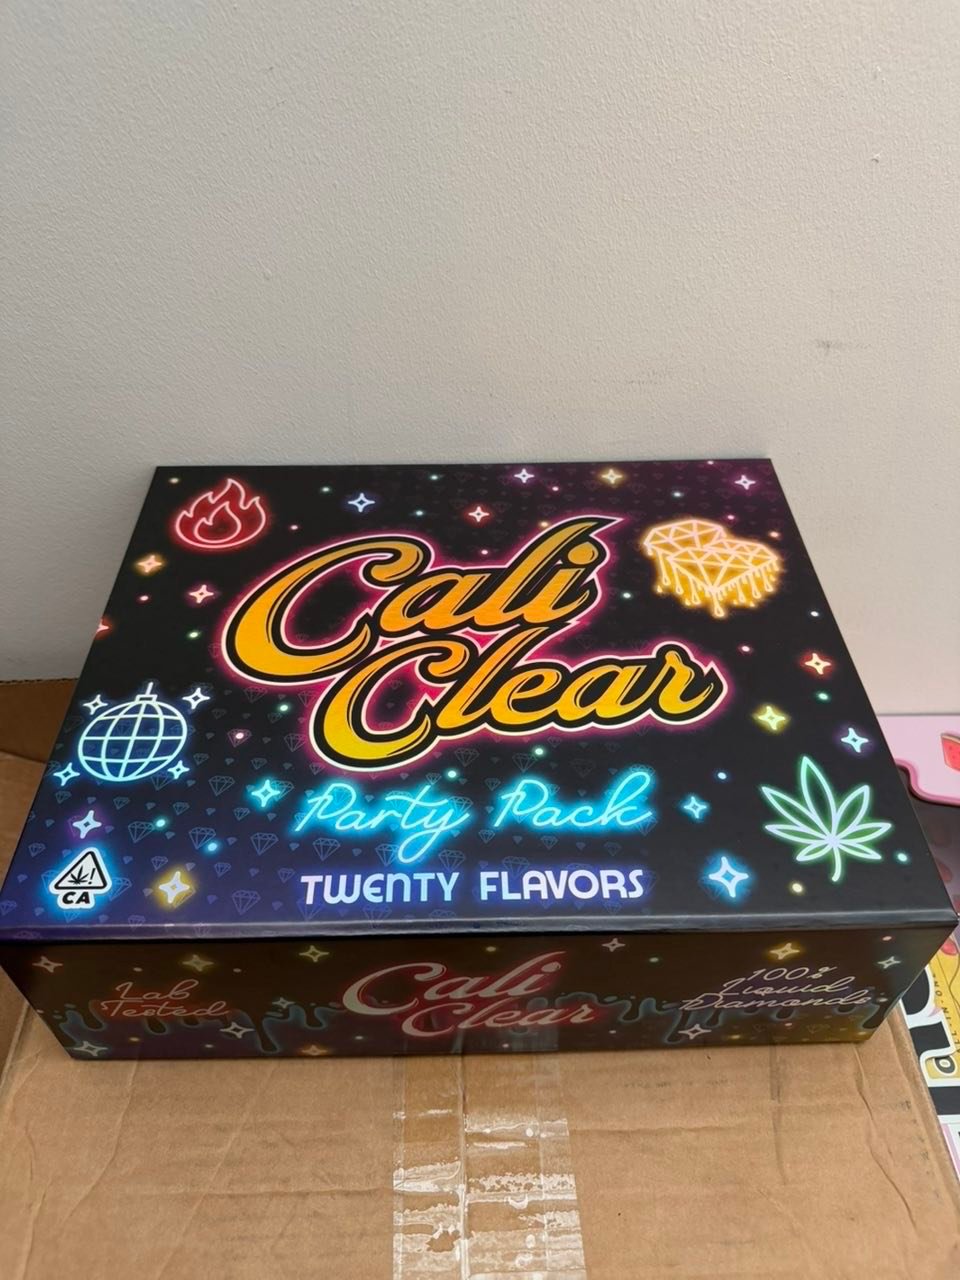 Cali
Clear
Party Pack
TWENTY FLAVORS
!
CA
Lab
Tested
Cali
Clear
100%
Liquid
Diamonds